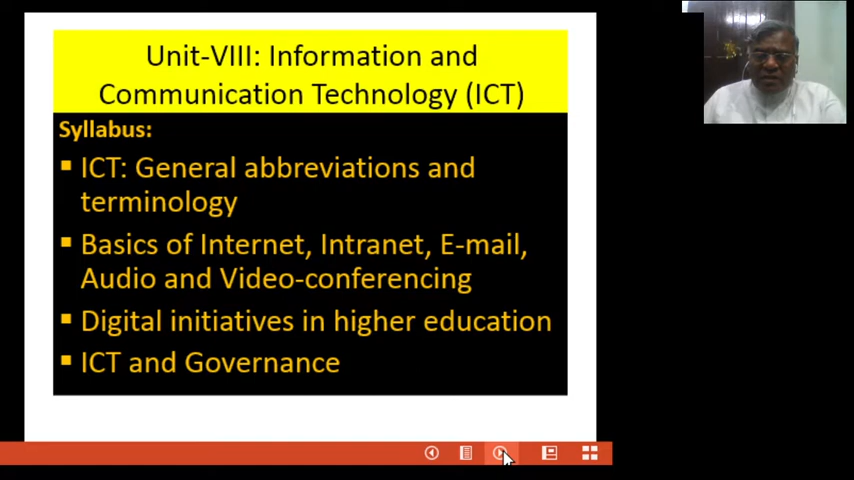 Unit-VIII: Information and
Communication Technology (ICT)
Syllabus:
▪ ICT: General abbreviations and
terminology
▪ Basics of Internet, Intranet, E-mail,
Audio and Video-conferencing
▪ Digital initiatives in higher education
▪ ICT and Governance